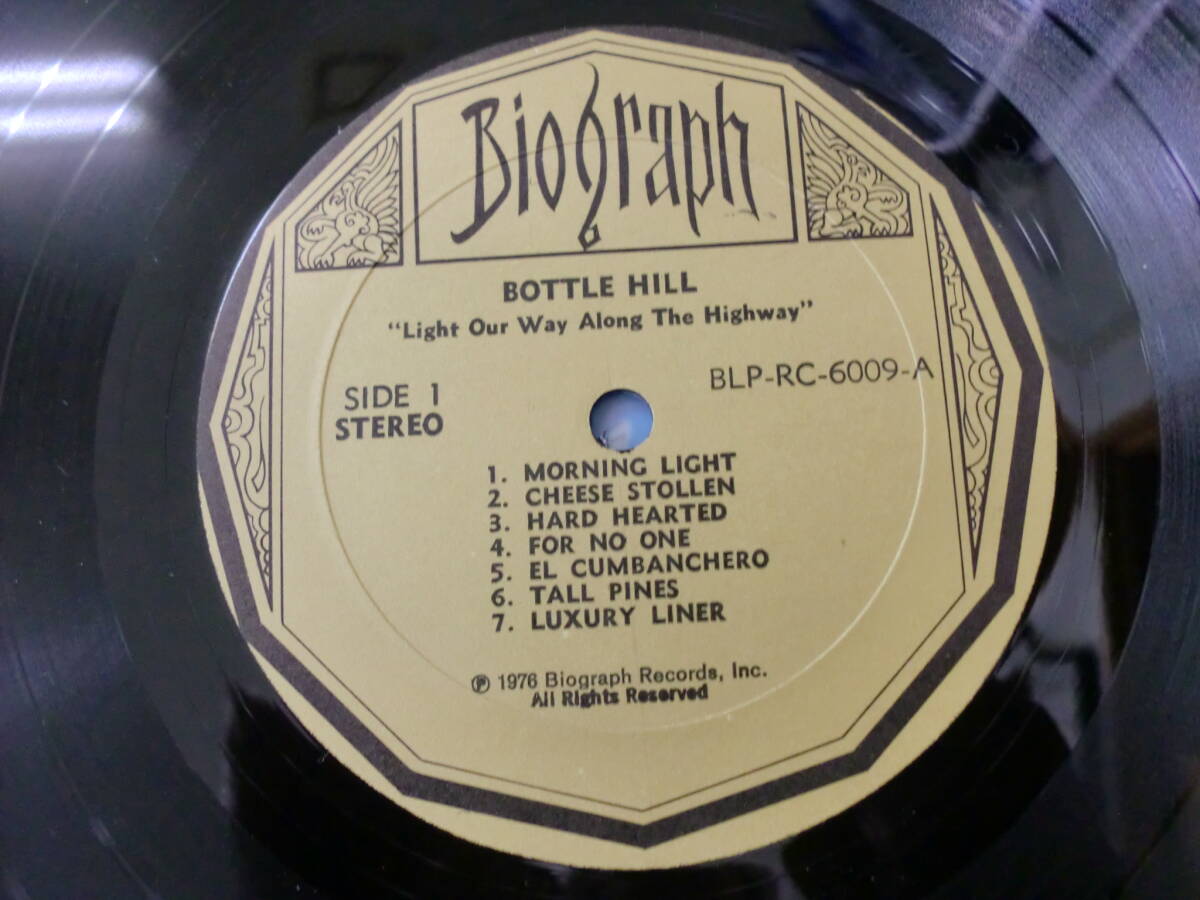 Biograph
BOTTLE HILL
"Light Our Way Along The Highway"
SIDE 1
STEREO
BLP-RC-6009-A
1. MORNING LIGHT
2. CHEESE STOLLEN
3. HARD HEARTED
4. FOR NO ONE
5. EL CUMBANCHERO
6. TALL PINES
7. LUXURY LINER
℗ 1976 Biograph Records, Inc.
All Rights Reserved